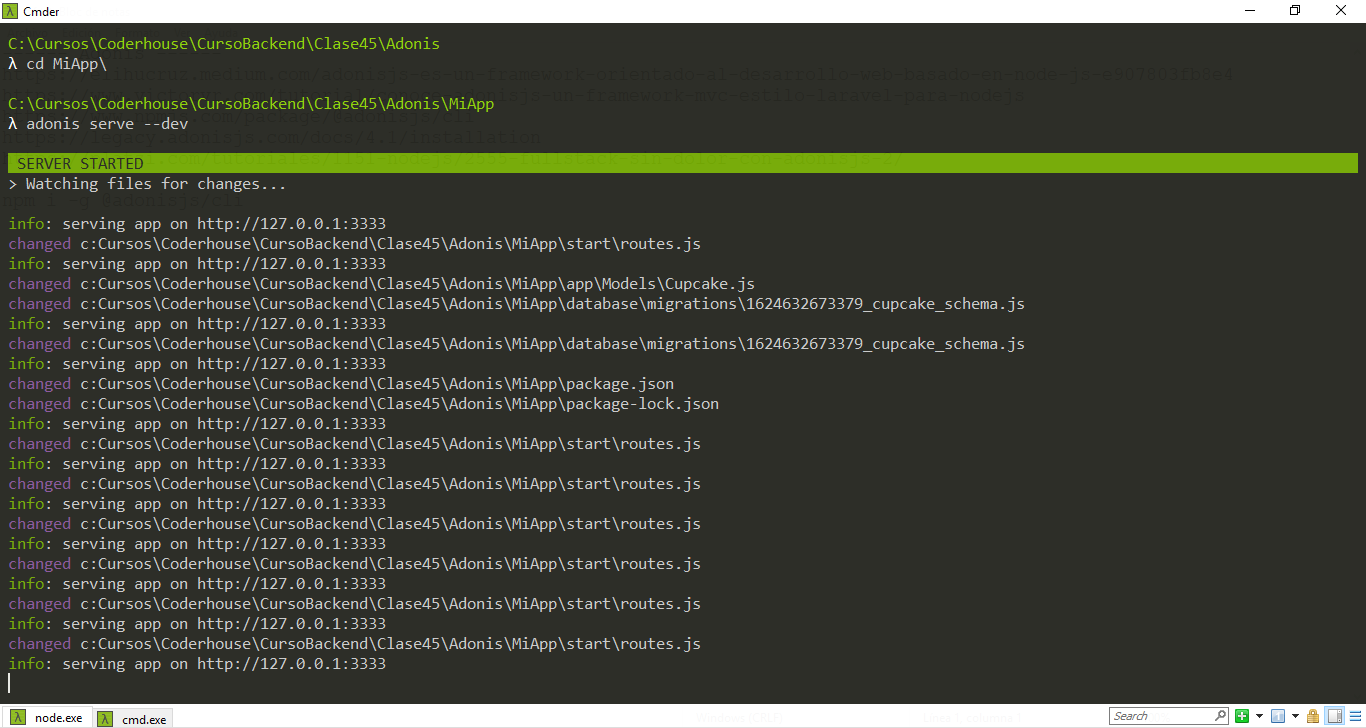 Cmder
C:\Cursos\Coderhouse\CursoBackend\Clase45\Adonis
λ cd MiApp\
C:\Cursos\Coderhouse\CursoBackend\Clase45\Adonis\MiApp
λ adonis serve --dev
SERVER STARTED
> Watching files for changes...
info: serving app on http://127.0.0.1:3333
changed c:Cursos\Coderhouse\CursoBackend\Clase45\Adonis\MiApp\start\routes.js
info: serving app on http://127.0.0.1:3333
changed c:Cursos\Coderhouse\CursoBackend\Clase45\Adonis\MiApp\app\Models\Cupcake.js
changed c:Cursos\Coderhouse\CursoBackend\Clase45\Adonis\MiApp\database\migrations\1624632673379_cupcake_schema.js
info: serving app on http://127.0.0.1:3333
changed c:Cursos\Coderhouse\CursoBackend\Clase45\Adonis\MiApp\database\migrations\1624632673379_cupcake_schema.js
info: serving app on http://127.0.0.1:3333
changed c:Cursos\Coderhouse\CursoBackend\Clase45\Adonis\MiApp\package.json
changed c:Cursos\Coderhouse\CursoBackend\Clase45\Adonis\MiApp\package-lock.json
info: serving app on http://127.0.0.1:3333
changed c:Cursos\Coderhouse\CursoBackend\Clase45\Adonis\MiApp\start\routes.js
info: serving app on http://127.0.0.1:3333
changed c:Cursos\Coderhouse\CursoBackend\Clase45\Adonis\MiApp\start\routes.js
info: serving app on http://127.0.0.1:3333
changed c:Cursos\Coderhouse\CursoBackend\Clase45\Adonis\MiApp\start\routes.js
info: serving app on http://127.0.0.1:3333
changed c:Cursos\Coderhouse\CursoBackend\Clase45\Adonis\MiApp\start\routes.js
info: serving app on http://127.0.0.1:3333
changed c:Cursos\Coderhouse\CursoBackend\Clase45\Adonis\MiApp\start\routes.js
info: serving app on http://127.0.0.1:3333
changed c:Cursos\Coderhouse\CursoBackend\Clase45\Adonis\MiApp\start\routes.js
info: serving app on http://127.0.0.1:3333
λ node.exe λ cmd.exe Search